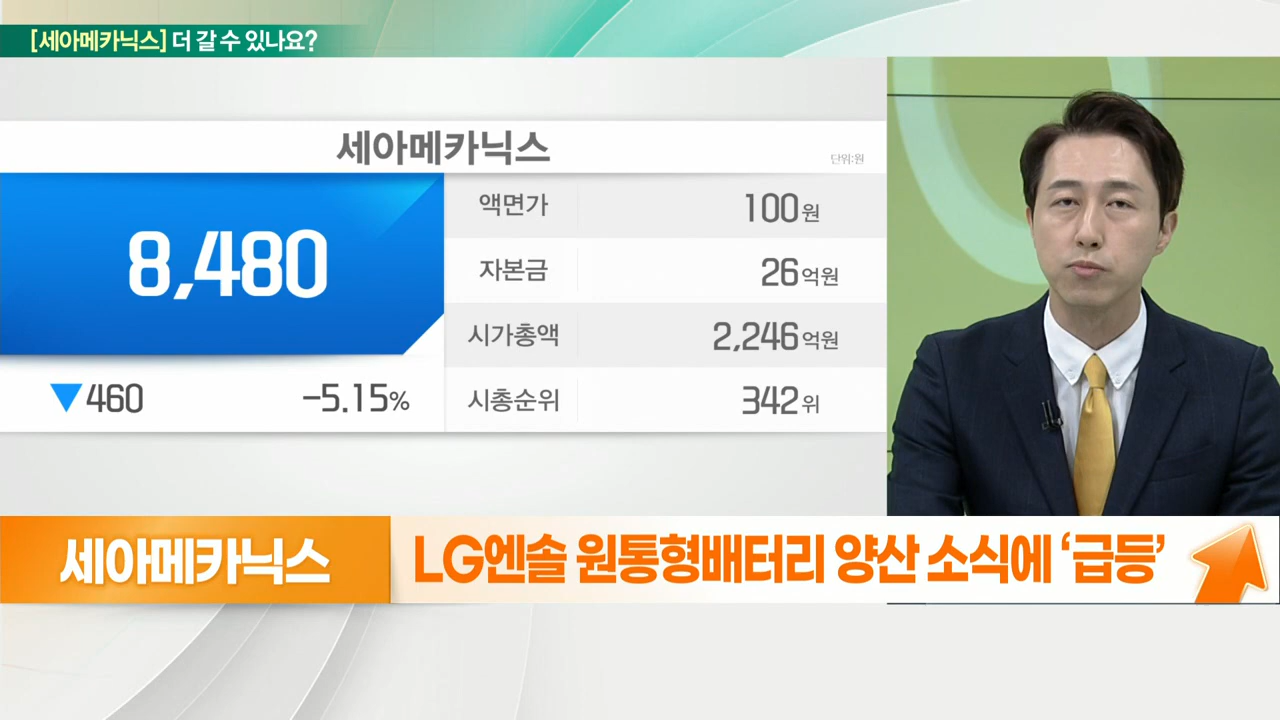 [세아메카닉스] 더 갈 수 있나요?
세아메카닉스
단위:원
8,480
▼460 -5.15%
액면가 100원
자본금 26억원
시가총액 2,246억원
시총순위 342위
세아메카닉스 LG엔솔 원통형배터리 양산 소식에 ‘급등’